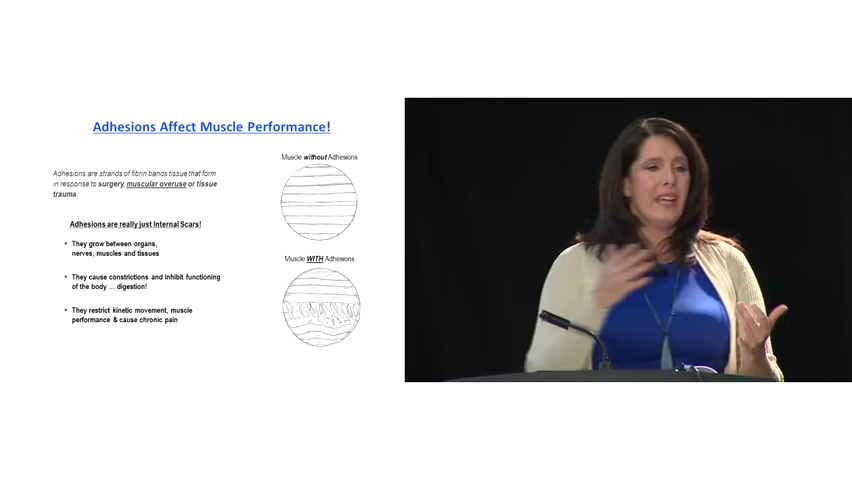 Adhesions Affect Muscle Performance!
Adhesions are strands of fibrin bands tissue that form
in response to surgery, muscular overuse or tissue
trauma.
Adhesions are really just Internal Scars!
• They grow between organs,
nerves, muscles and tissues
• They cause constrictions and inhibit functioning
of the body ... digestion!
• They restrict kinetic movement, muscle
performance & cause chronic pain
Muscle without Adhesions
Muscle WITH Adhesions